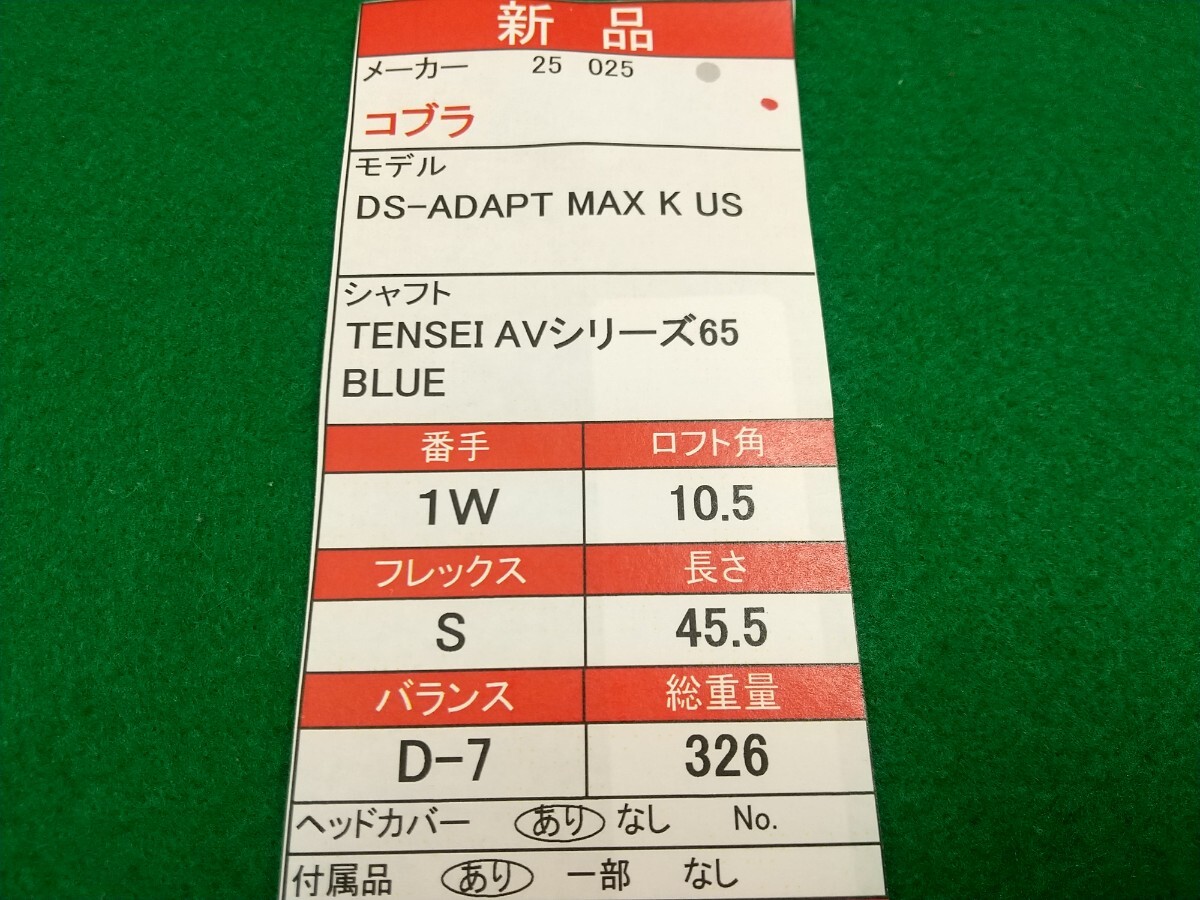 新 品
メーカー 25 025
コブラ
モデル
DS-ADAPT MAX K US
シャフト
TENSEI AVシリーズ65
BLUE
番手 ロフト角
1W 10.5
フレックス 長さ
S 45.5
バランス 総重量
D-7 326
ヘッドカバー あり なし No.
付属品 あり 一部 なし